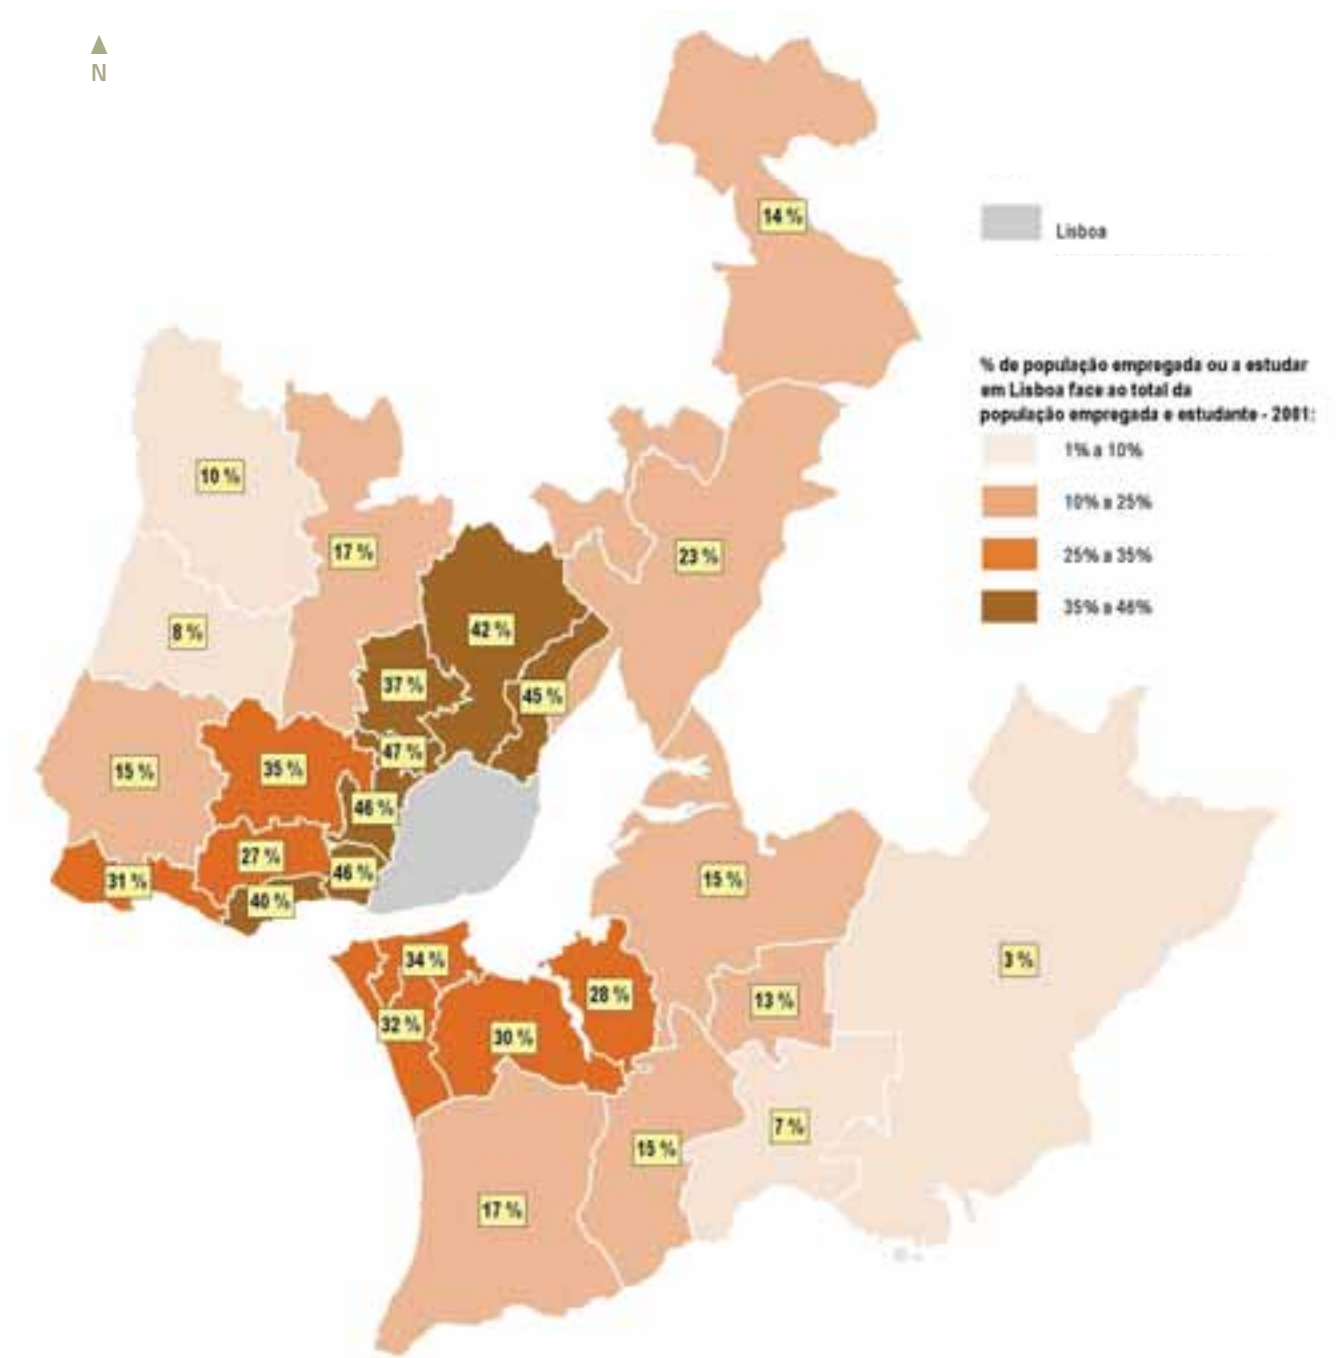 N
14 %
Lisboa
% de população empregada ou a estudar
em Lisboa face ao total da
população empregada e estudante - 2001:
1% a 10%
10% a 25%
25% a 35%
35% a 46%
10 %
17 %
23 %
8 %
42 %
37 %
45 %
47 %
15 %
35 %
46 %
27 %
46 %
31 %
40 %
15 %
34 %
3 %
28 %
13 %
32 %
30 %
7 %
15 %
17 %